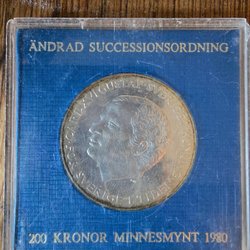 ÄNDRAD SUCCESSIONSORDNING
200 KRONOR MINNESMYNT 1980